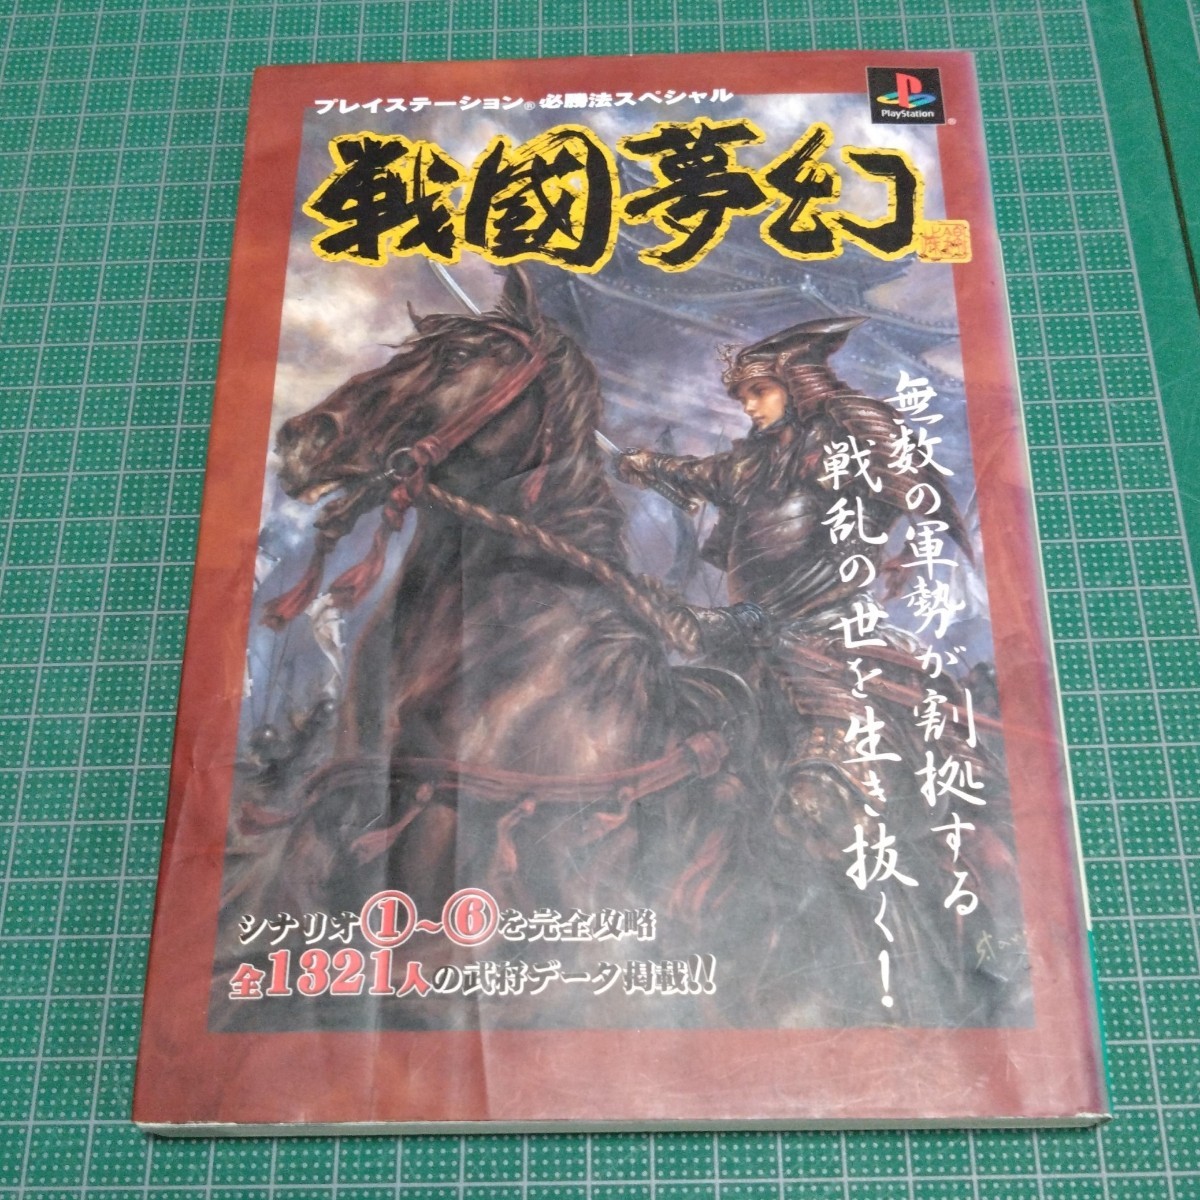 プレイステーション®必勝法スペシャル
PlayStation
®
戦國夢幻
無数の軍勢が割拠する
戦乱の世を生き抜く!
シナリオ①~⑥を完全攻略
全1321人の武将データ掲載!!